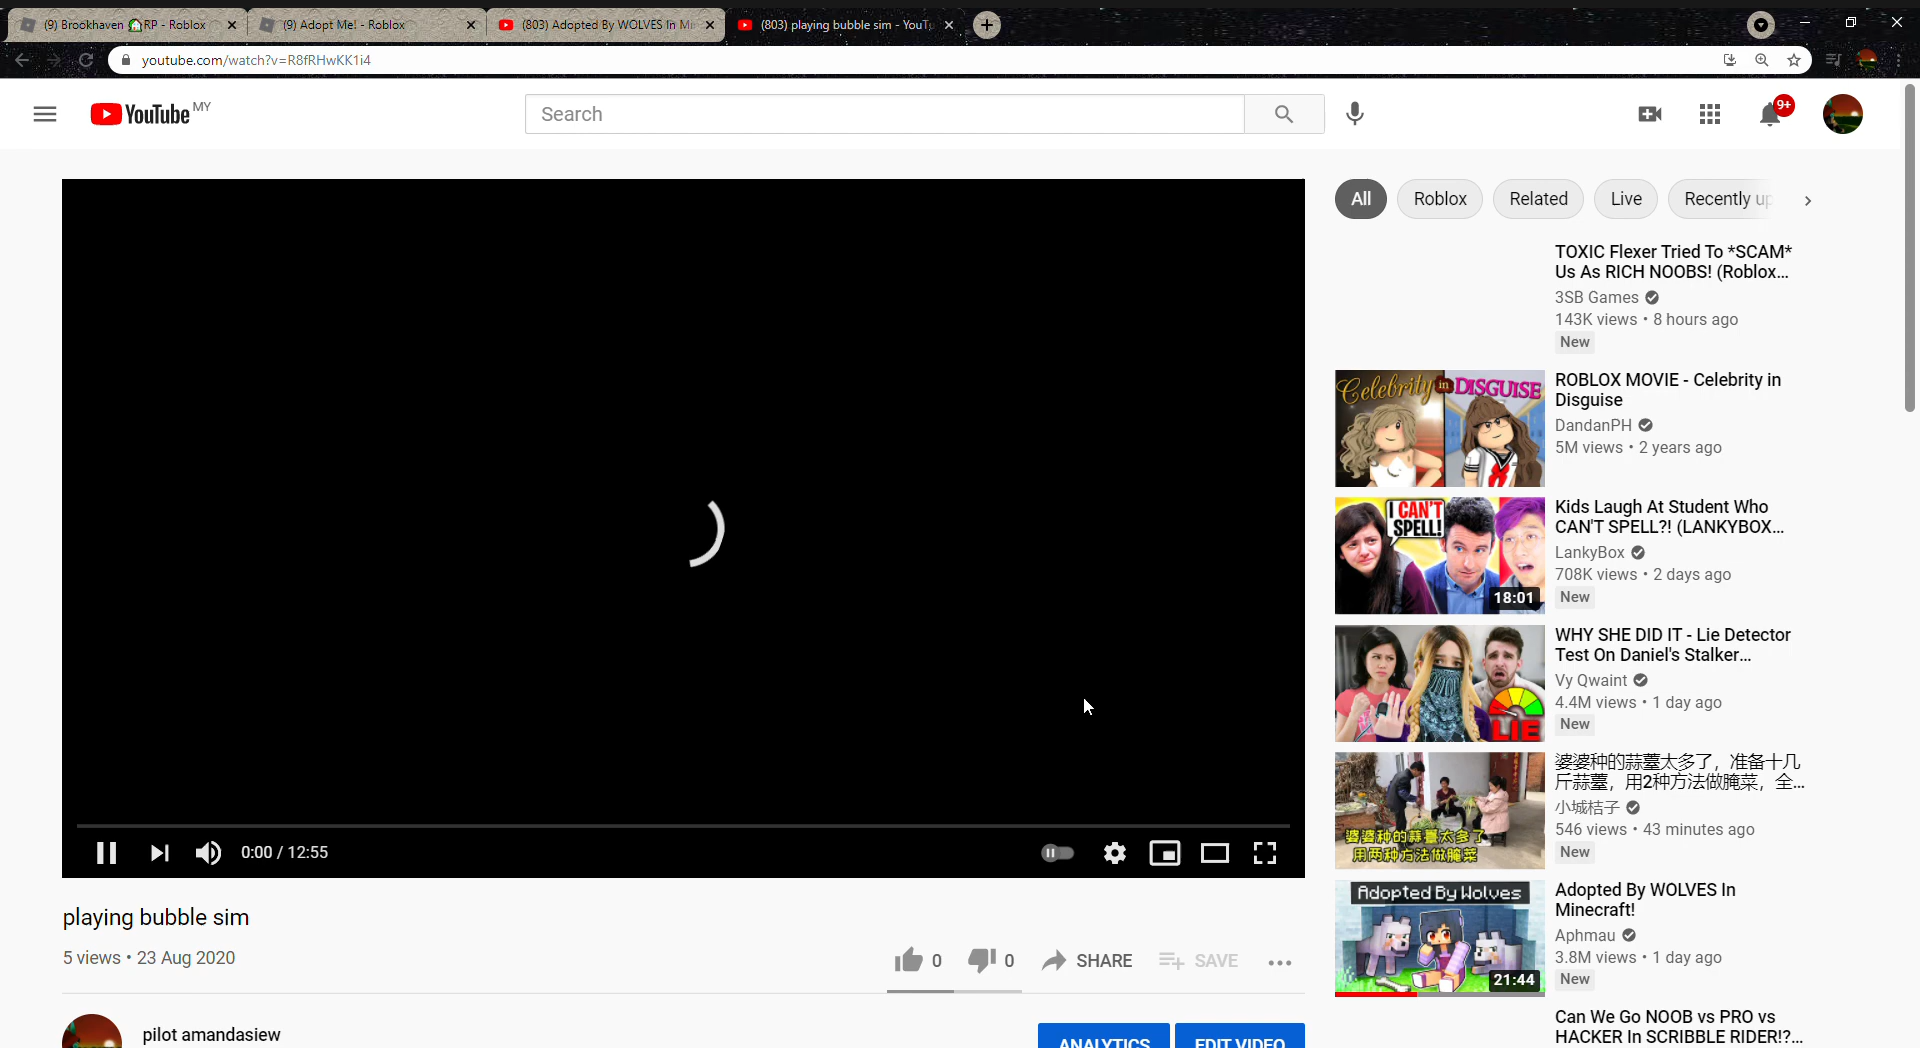 (9) Brookhaven 🏠RP - Roblox
(9) Adopt Me! - Roblox
(803) Adopted By WOLVES In Mi
(803) playing bubble sim - YouTu
youtube.com/watch?v=R8fRHwKK1i4
YouTube MY
Search
9+
All
Roblox
Related
Live
Recently up
TOXIC Flexer Tried To *SCAM*
Us As RICH NOOBS! (Roblox...
3SB Games
143K views • 8 hours ago
New
Celebrity in DISGUISE
ROBLOX MOVIE - Celebrity in
Disguise
DandanPH
5M views • 2 years ago
I CAN'T
SPELL!
18:01
Kids Laugh At Student Who
CAN'T SPELL?! (LANKYBOX...
LankyBox
708K views • 2 days ago
New
LIE
WHY SHE DID IT - Lie Detector
Test On Daniel's Stalker...
Vy Qwaint
4.4M views • 1 day ago
New
婆婆种的蒜薹太多了
用两种方法做腌菜
婆婆种的蒜薹太多了，准备十几
斤蒜薹，用2种方法做腌菜，全...
小城桔子
546 views • 43 minutes ago
New
Adopted By Wolves
21:44
Adopted By WOLVES In
Minecraft!
Aphmau
3.8M views • 1 day ago
New
Can We Go NOOB vs PRO vs
HACKER In SCRIBBLE RIDER!?...
0:00 / 12:55
playing bubble sim
5 views • 23 Aug 2020
0
0
SHARE
SAVE
pilot amandasiew
ANALYTICS
EDIT VIDEO